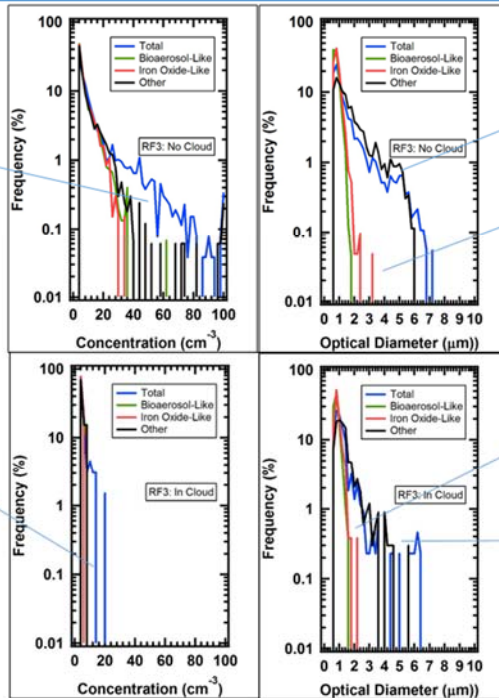 100
10
1
0.1
0.01
Frequency (%)
Total
Bioaerosol-Like
Iron Oxide-Like
Other
RF3: No Cloud
0 20 40 60 80 100
Concentration (cm-3)
100
10
1
0.1
0.01
Frequency (%)
Total
Bioaerosol-Like
Iron Oxide-Like
Other
RF3: No Cloud
0 1 2 3 4 5 6 7 8 9 10
Optical Diameter (μm))
100
10
1
0.1
0.01
Frequency (%)
Total
Bioaerosol-Like
Iron Oxide-Like
Other
RF3: In Cloud
0 20 40 60 80 100
Concentration (cm-3)
100
10
1
0.1
0.01
Frequency (%)
Total
Bioaerosol-Like
Iron Oxide-Like
Other
RF3: In Cloud
0 1 2 3 4 5 6 7 8 9 10
Optical Diameter (μm))